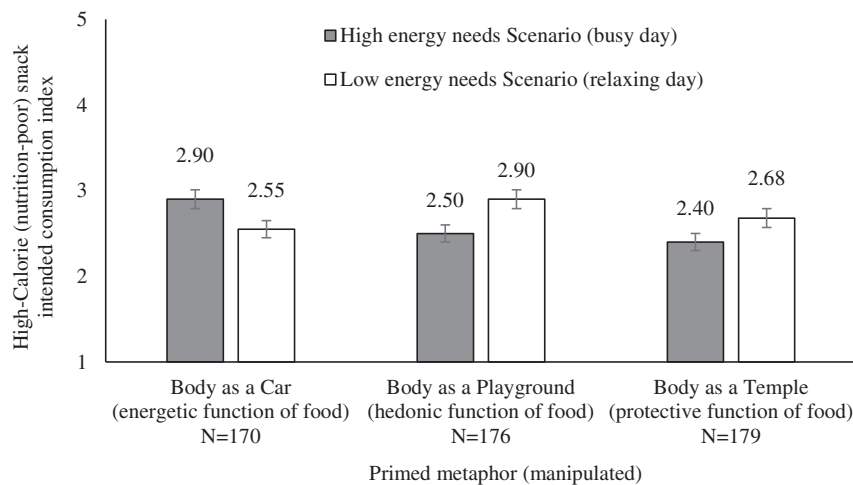 High-Calorie (nutrition-poor) snack
intended consumption index
5
4
3
2
1
High energy needs Scenario (busy day)
Low energy needs Scenario (relaxing day)
2.90
2.55
2.50
2.90
2.40
2.68
Body as a Car
(energetic function of food)
N=170
Body as a Playground
(hedonic function of food)
N=176
Body as a Temple
(protective function of food)
N=179
Primed metaphor (manipulated)